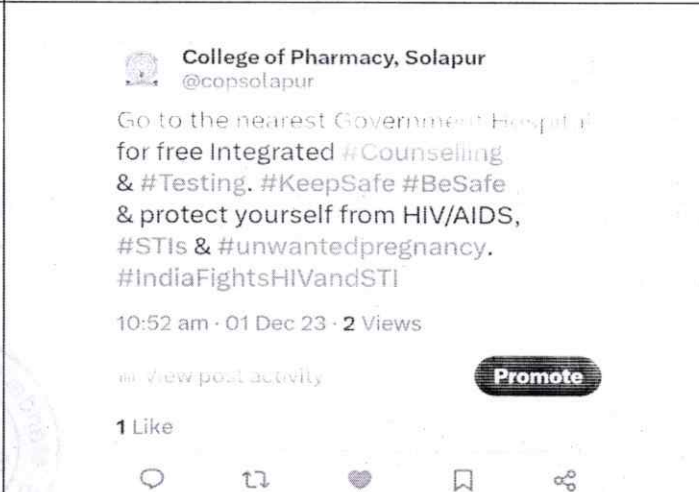 College of Pharmacy, Solapur
@copsolapur
Go to the nearest Government Hospital
for free Integrated #Counselling
& #Testing. #KeepSafe #BeSafe
& protect yourself from HIV/AIDS,
#STIs & #unwantedpregnancy.
#IndiaFightsHIVandSTI
10:52 am · 01 Dec 23 · 2 Views
View post activity
Promote
1 Like